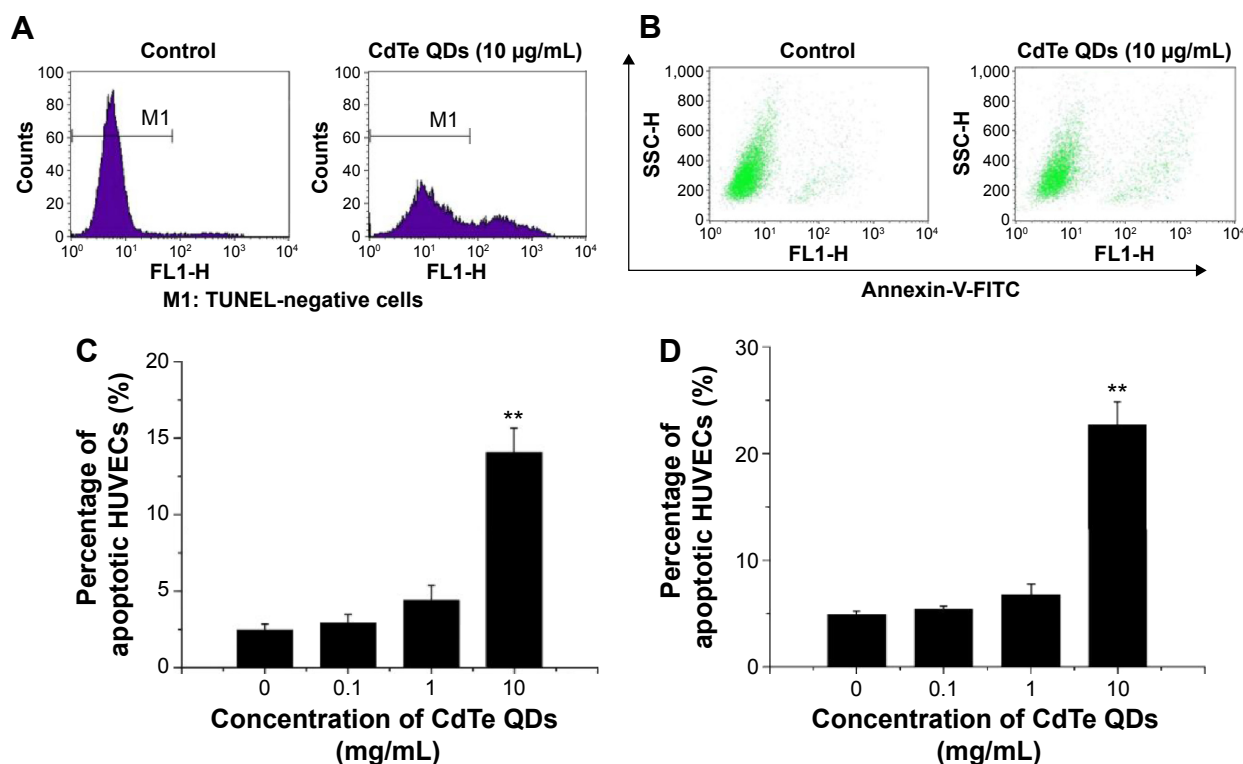 A
Control
CdTe QDs (10 µg/mL)
100
80
60
40
20
0
Counts
M1
10⁰ 10¹ 10² 10³ 10⁴
FL1-H
100
80
60
40
20
0
Counts
M1
10⁰ 10¹ 10² 10³ 10⁴
FL1-H
M1: TUNEL-negative cells
B
Control
CdTe QDs (10 µg/mL)
1,000
800
600
400
200
0
SSC-H
10⁰ 10¹ 10² 10³ 10⁴
FL1-H
1,000
800
600
400
200
0
SSC-H
10⁰ 10¹ 10² 10³ 10⁴
FL1-H
Annexin-V-FITC
C
Percentage of
apoptotic HUVECs (%)
20
15
10
5
0
**
0 0.1 1 10
Concentration of CdTe QDs
(mg/mL)
D
Percentage of
apoptotic HUVECs (%)
30
20
10
0
**
0 0.1 1 10
Concentration of CdTe QDs
(mg/mL)